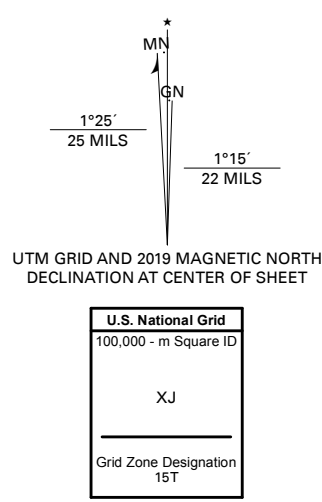 MN
GN
1°25´
25 MILS
1°15´
22 MILS
UTM GRID AND 2019 MAGNETIC NORTH
DECLINATION AT CENTER OF SHEET
U.S. National Grid
100,000 - m Square ID
XJ
Grid Zone Designation
15T